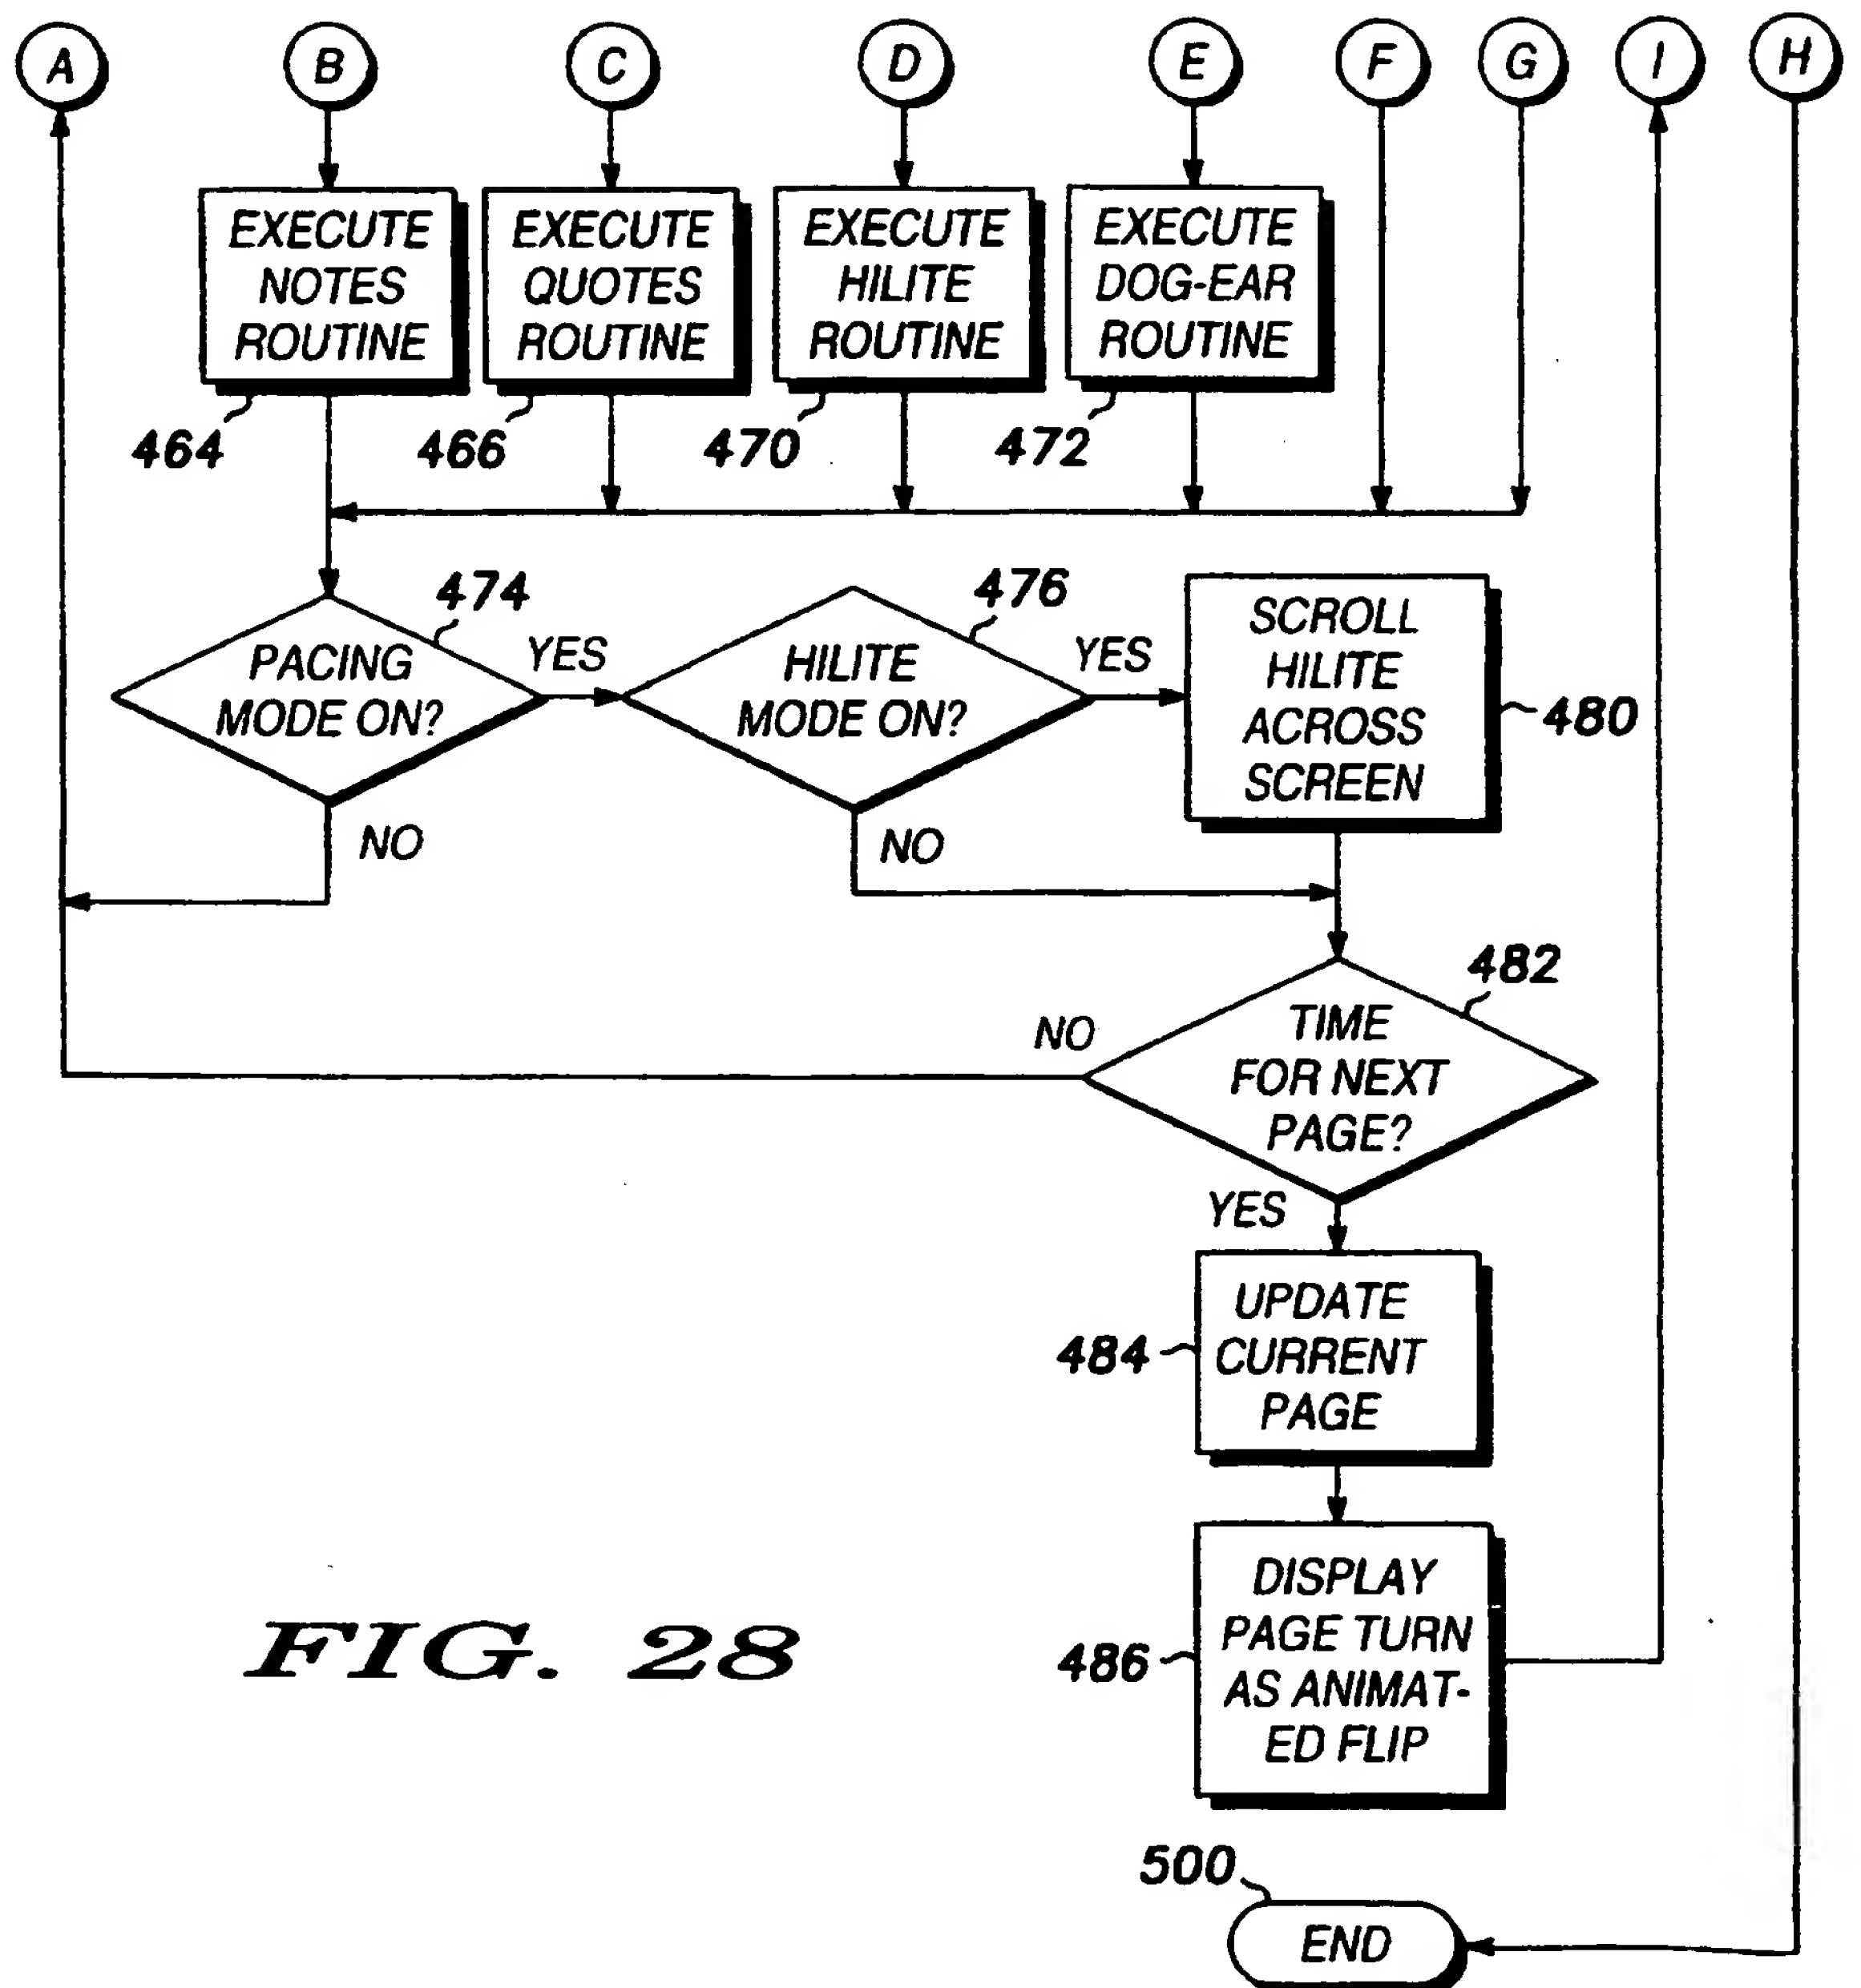 A B C D E F G I H
EXECUTE
NOTES
ROUTINE
464
EXECUTE
QUOTES
ROUTINE
466
EXECUTE
HILITE
ROUTINE
470
EXECUTE
DOG-EAR
ROUTINE
472
474
PACING
MODE ON?
YES
NO
476
HILITE
MODE ON?
YES
NO
SCROLL
HILITE
ACROSS
SCREEN
480
482
TIME
FOR NEXT
PAGE?
NO
YES
UPDATE
CURRENT
PAGE
484
DISPLAY
PAGE TURN
AS ANIMAT-
ED FLIP
486
FIG. 28
500
END